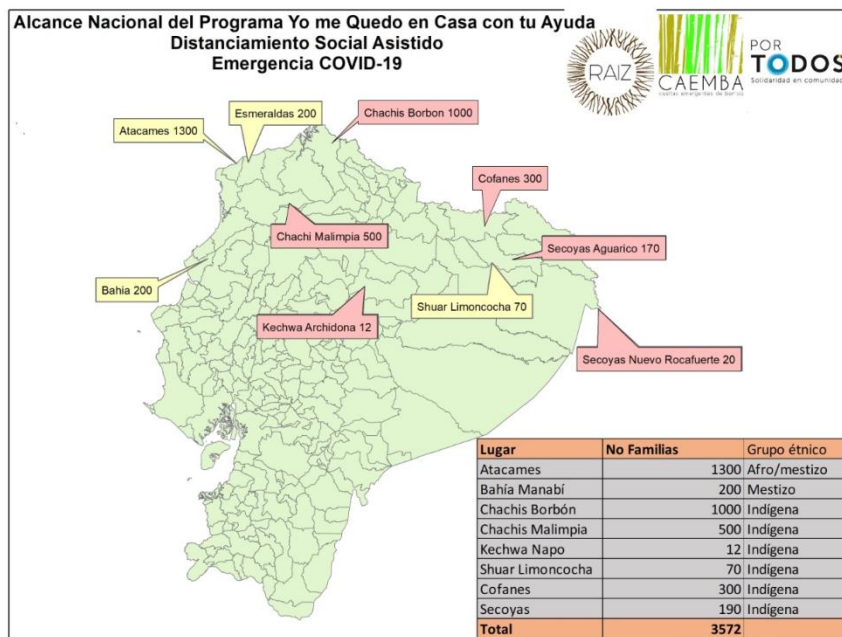 Alcance Nacional del Programa Yo me Quedo en Casa con tu Ayuda
Distanciamiento Social Asistido
Emergencia COVID-19
RAIZ
CAEMBA
POR
TODOS
Solidaridad en comunidad
Esmeraldas 200
Chachis Borbon 1000
Atacames 1300
Cofanes 300
Chachi Malimpia 500
Secoyas Aguarico 170
Bahia 200
Shuar Limoncocha 70
Kechwa Archidona 12
Secoyas Nuevo Rocafuerte 20
Lugar No Familias Grupo étnico
Atacames 1300 Afro/mestizo
Bahía Manabí 200 Mestizo
Chachis Borbón 1000 Indígena
Chachis Malimpia 500 Indígena
Kechwa Napo 12 Indígena
Shuar Limoncocha 70 Indígena
Cofanes 300 Indígena
Secoyas 190 Indígena
Total 3572